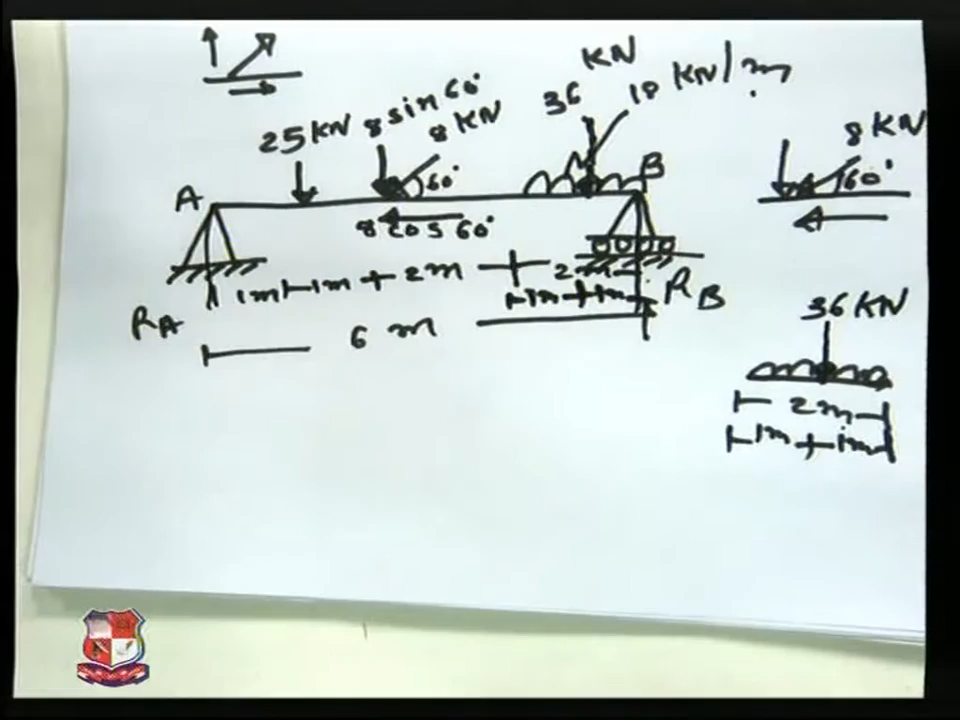 KN
36
18 KN/m
8 sin 60°
25 KN
8 KN
8 KN
60°
60°
A
B
8 cos 60°
1m
1m
2m
2m
1m
1m
RA
RB
6 m
36 KN
2m
1m
1m